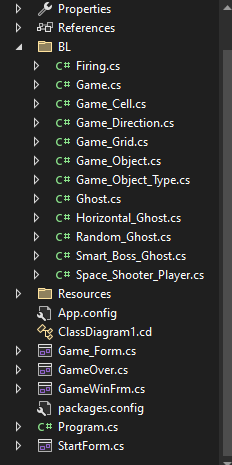 Properties
References
BL
C# Firing.cs
C# Game.cs
C# Game_Cell.cs
C# Game_Direction.cs
C# Game_Grid.cs
C# Game_Object.cs
C# Game_Object_Type.cs
C# Ghost.cs
C# Horizontal_Ghost.cs
C# Random_Ghost.cs
C# Smart_Boss_Ghost.cs
C# Space_Shooter_Player.cs
Resources
App.config
ClassDiagram1.cd
Game_Form.cs
GameOver.cs
GameWinFrm.cs
packages.config
C# Program.cs
StartForm.cs